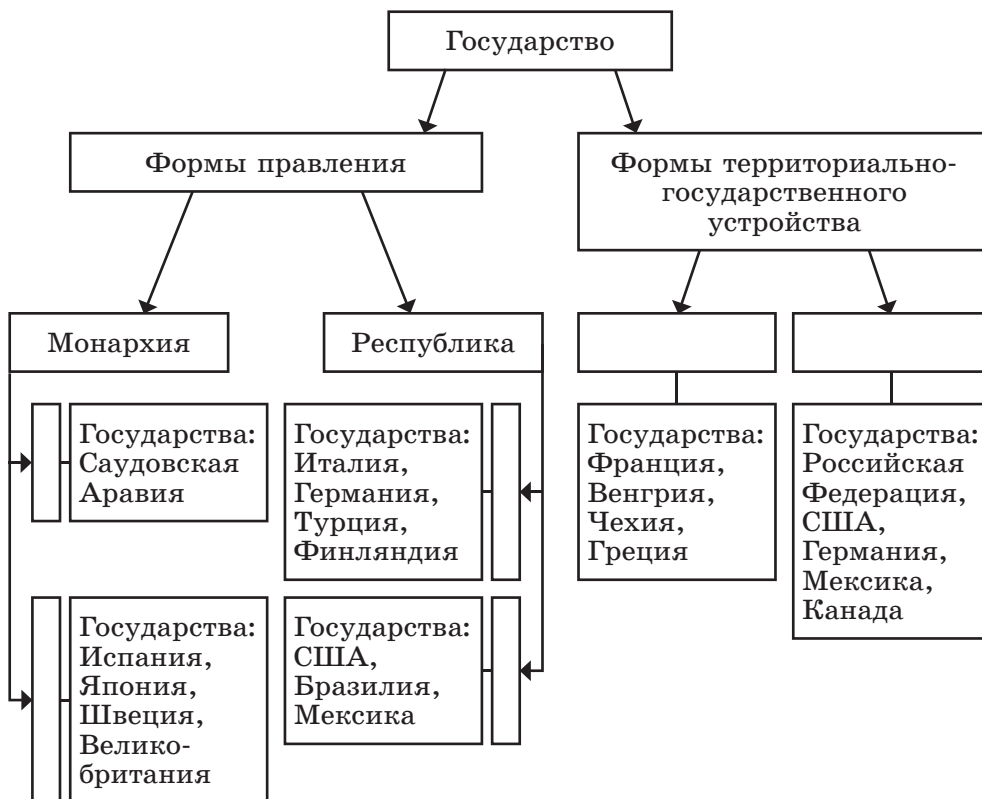 Государство
Формы правления
Формы территориально-
государственного
устройства
Монархия
Республика
Государства:
Саудовская
Аравия
Государства:
Италия,
Германия,
Турция,
Финляндия
Государства:
Франция,
Венгрия,
Чехия,
Греция
Государства:
Российская
Федерация,
США,
Германия,
Мексика,
Канада
Государства:
Испания,
Япония,
Швеция,
Велико-
британия
Государства:
США,
Бразилия,
Мексика